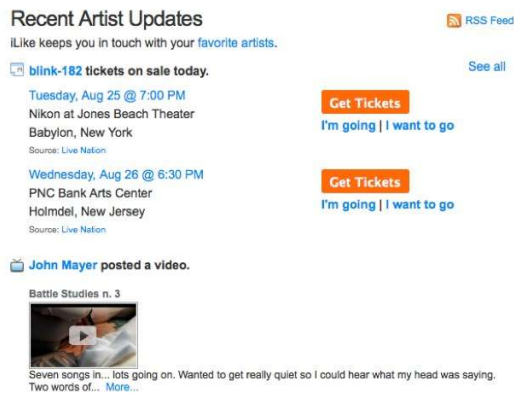 Recent Artist Updates
RSS Feed
iLike keeps you in touch with your favorite artists.
blink-182 tickets on sale today.
See all
Tuesday, Aug 25 @ 7:00 PM
Get Tickets
Nikon at Jones Beach Theater
I'm going | I want to go
Babylon, New York
Source: Live Nation
Wednesday, Aug 26 @ 6:30 PM
Get Tickets
PNC Bank Arts Center
I'm going | I want to go
Holmdel, New Jersey
Source: Live Nation
John Mayer posted a video.
Battle Studies n. 3
Seven songs in... lots going on. Wanted to get really quiet so I could hear what my head was saying.
Two words of... More...